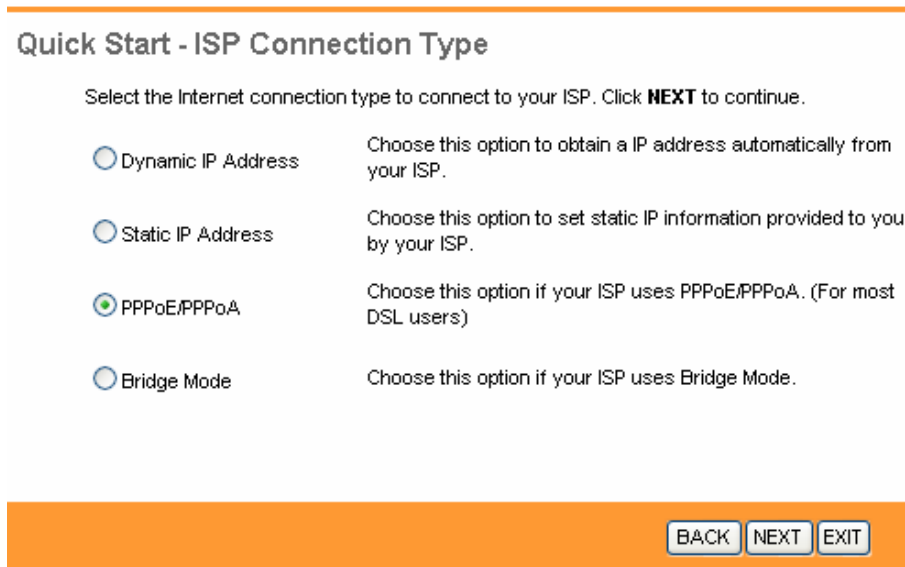 Quick Start - ISP Connection Type
Select the Internet connection type to connect to your ISP. Click NEXT to continue.
Dynamic IP Address
Choose this option to obtain a IP address automatically from
your ISP.
Static IP Address
Choose this option to set static IP information provided to you
by your ISP.
PPPoE/PPPoA
Choose this option if your ISP uses PPPoE/PPPoA. (For most
DSL users)
Bridge Mode
Choose this option if your ISP uses Bridge Mode.
BACK NEXT EXIT